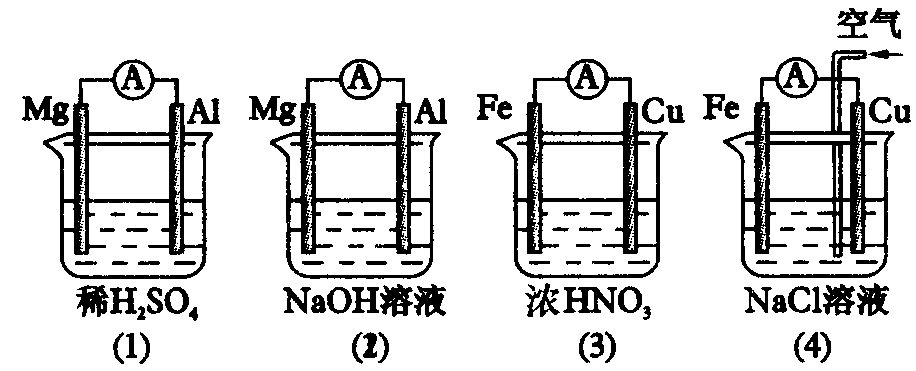 空气
A A A A
Mg Al Mg Al Fe Cu Fe Cu
稀H₂SO₄ NaOH溶液 浓HNO₃ NaCl溶液
(1) (2) (3) (4)